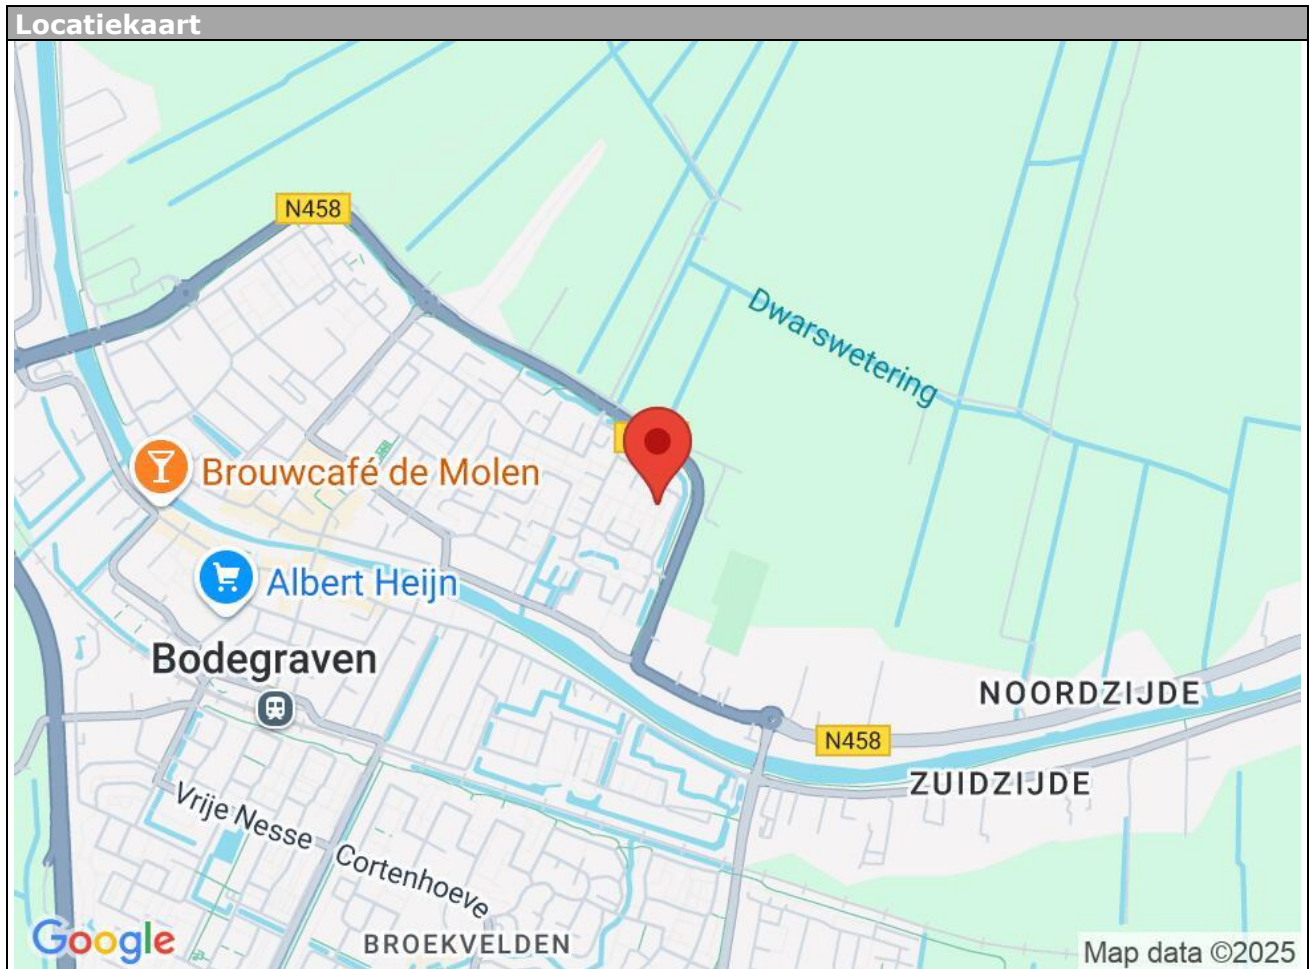 Locatiekaart
N458
Dwarswetering
Brouwcafé de Molen
Albert Heijn
Bodegraven
NOORDZIJDE
N458
ZUIDZIJDE
Vrije Nesse
Cortenhoeve
BROEKVELDEN
Google
Map data ©2025